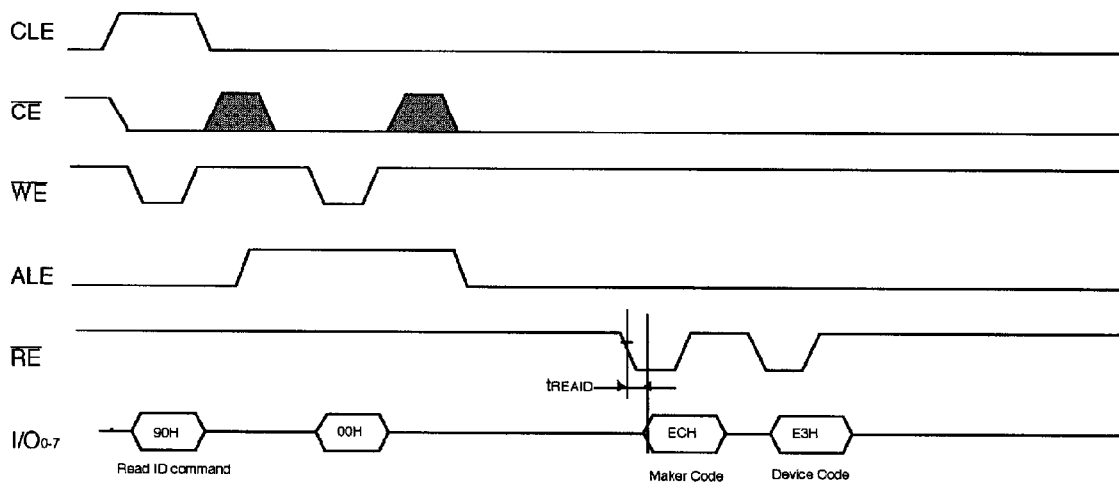 CLE
CE
WE
ALE
RE
tREAID
I/O0-7 90H 00H ECH E3H
Read ID command Maker Code Device Code